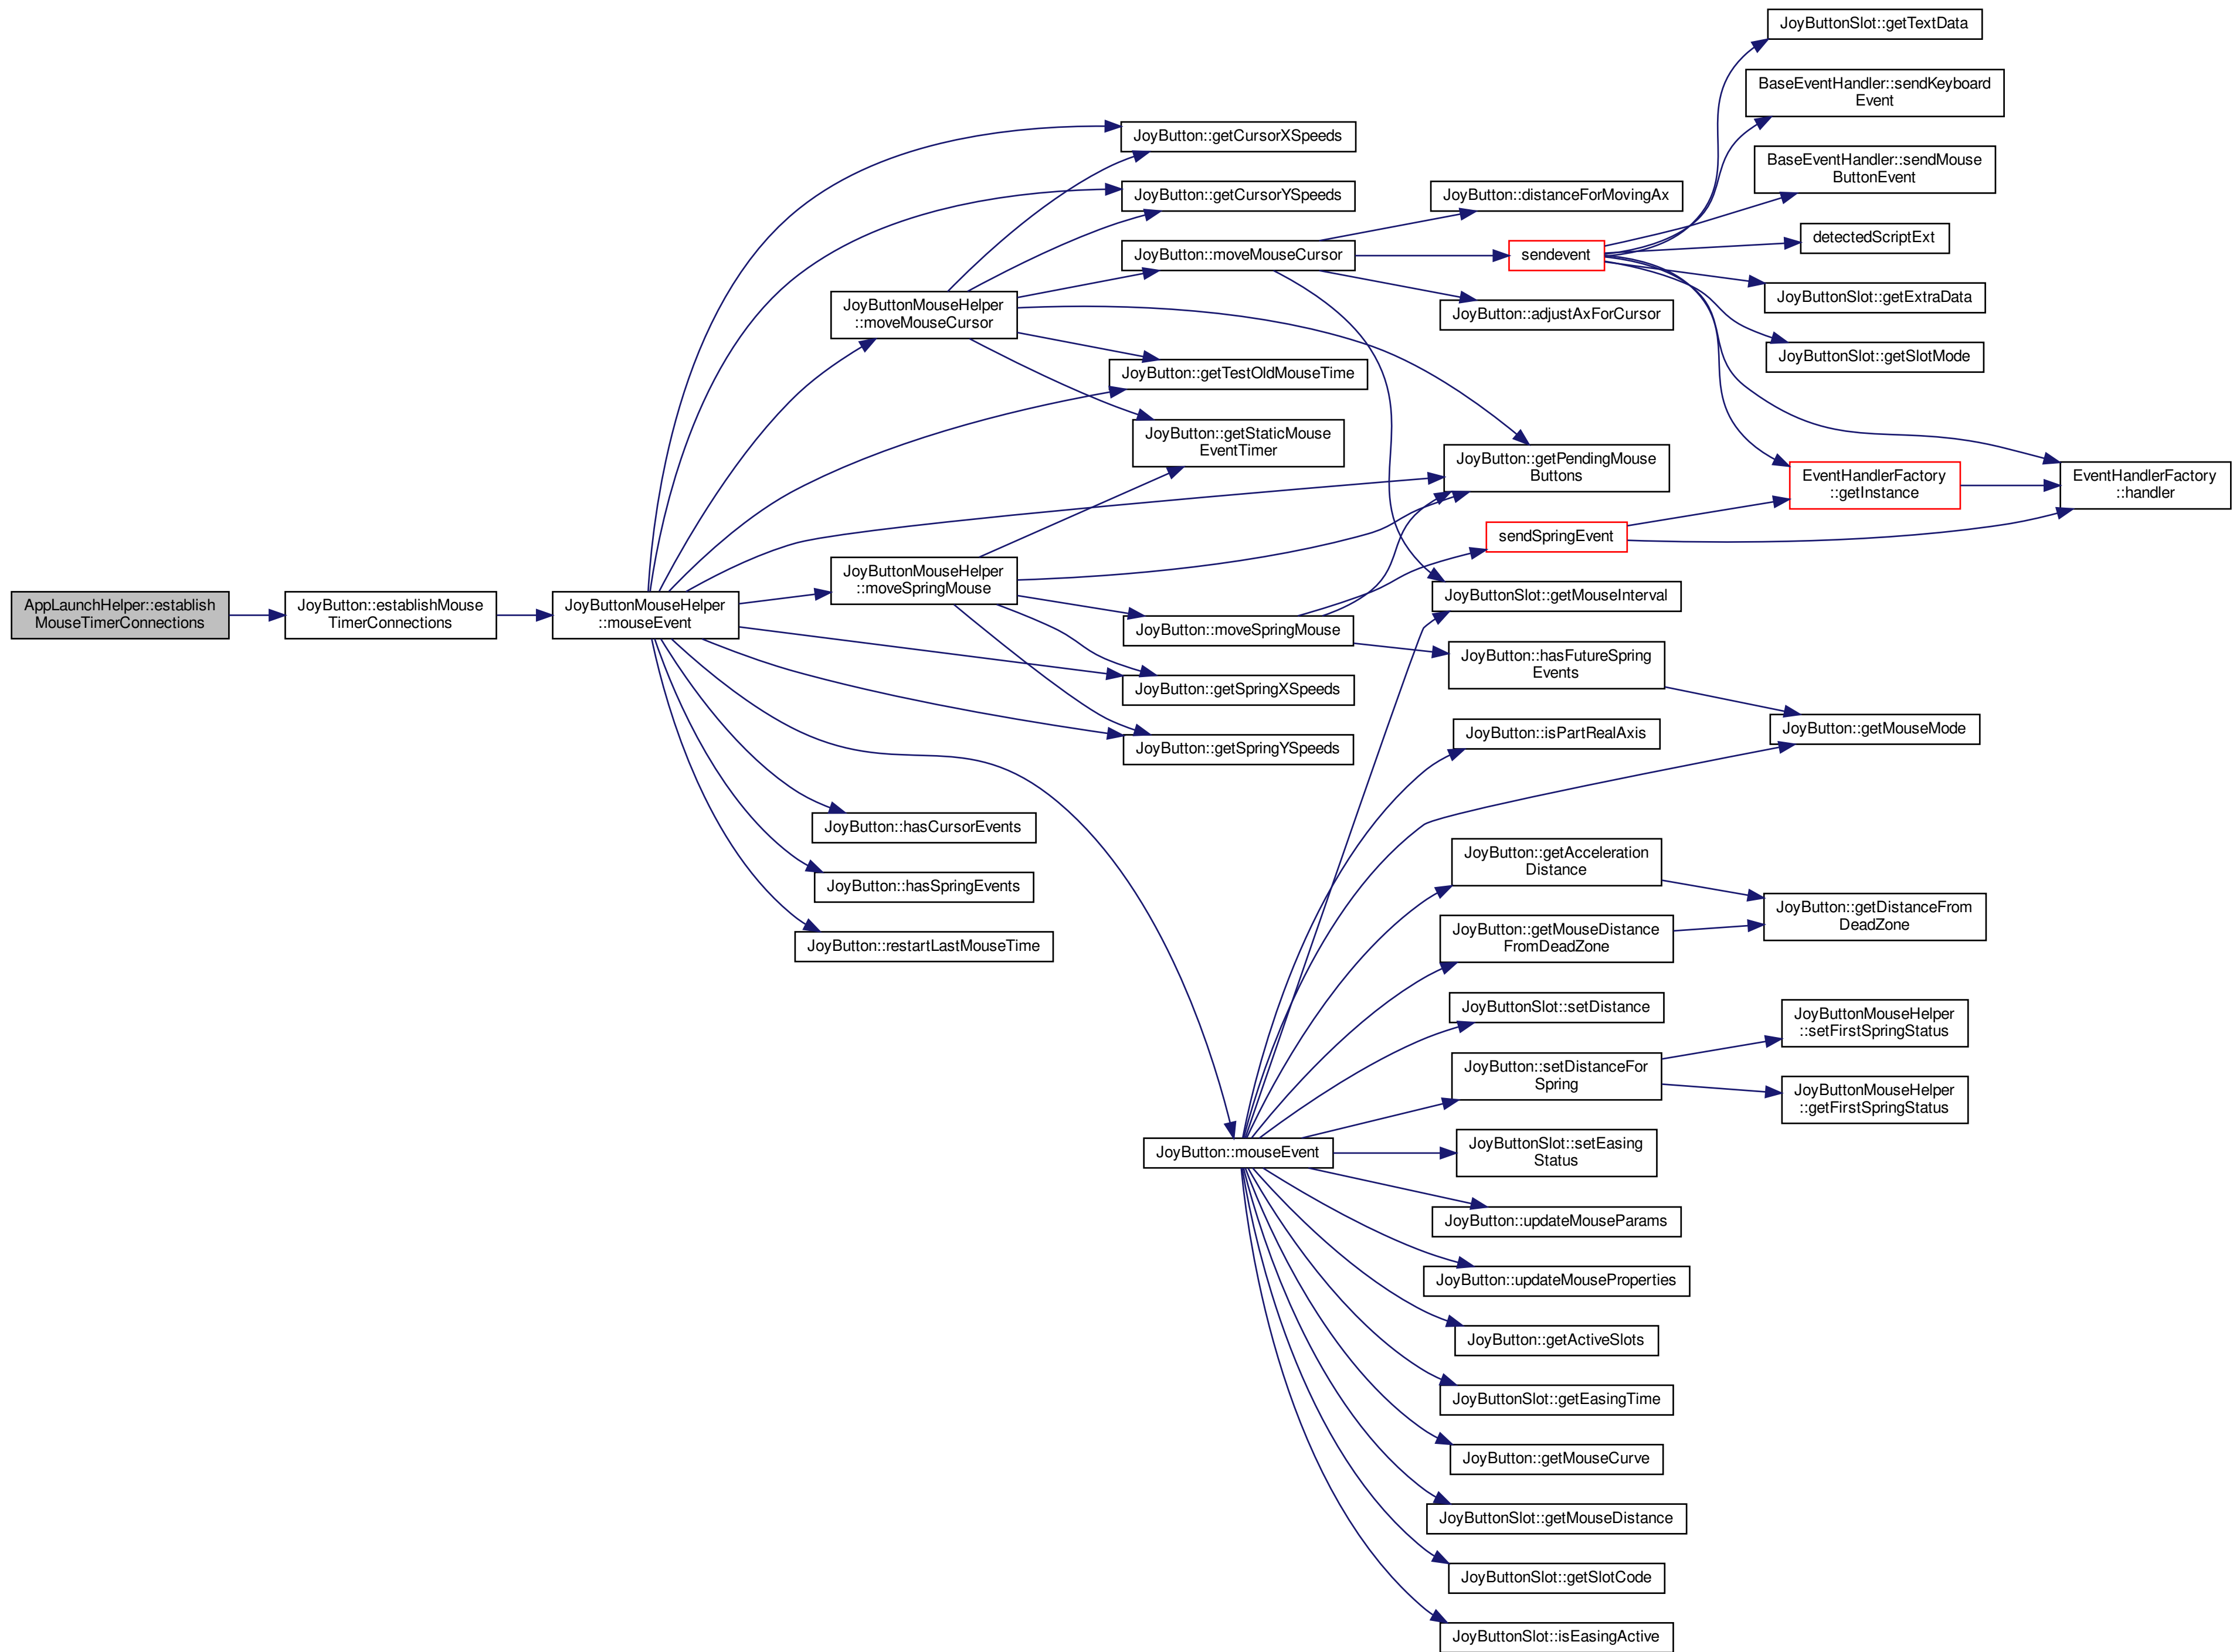 AppLaunchHelper::establish
MouseTimerConnections
JoyButton::establishMouse
TimerConnections
JoyButtonMouseHelper
::mouseEvent
JoyButtonMouseHelper
::moveMouseCursor
JoyButtonMouseHelper
::moveSpringMouse
JoyButton::hasCursorEvents
JoyButton::hasSpringEvents
JoyButton::restartLastMouseTime
JoyButton::getCursorXSpeeds
JoyButton::getCursorYSpeeds
JoyButton::moveMouseCursor
JoyButton::getTestOldMouseTime
JoyButton::getStaticMouse
EventTimer
JoyButton::moveSpringMouse
JoyButton::getSpringXSpeeds
JoyButton::getSpringYSpeeds
JoyButton::mouseEvent
JoyButton::distanceForMovingAx
sendevent
JoyButton::adjustAxForCursor
JoyButton::getPendingMouse
Buttons
sendSpringEvent
JoyButtonSlot::getMouseInterval
JoyButton::hasFutureSpring
Events
JoyButton::isPartRealAxis
JoyButton::getAcceleration
Distance
JoyButton::getMouseDistance
FromDeadZone
JoyButtonSlot::setDistance
JoyButton::setDistanceFor
Spring
JoyButtonSlot::setEasing
Status
JoyButton::updateMouseParams
JoyButton::updateMouseProperties
JoyButton::getActiveSlots
JoyButtonSlot::getEasingTime
JoyButton::getMouseCurve
JoyButtonSlot::getMouseDistance
JoyButtonSlot::getSlotCode
JoyButtonSlot::isEasingActive
JoyButtonSlot::getTextData
BaseEventHandler::sendKeyboard
Event
BaseEventHandler::sendMouse
ButtonEvent
detectedScriptExt
JoyButtonSlot::getExtraData
JoyButtonSlot::getSlotMode
EventHandlerFactory
::getInstance
JoyButton::getMouseMode
JoyButton::getDistanceFrom
DeadZone
JoyButtonMouseHelper
::setFirstSpringStatus
JoyButtonMouseHelper
::getFirstSpringStatus
EventHandlerFactory
::handler